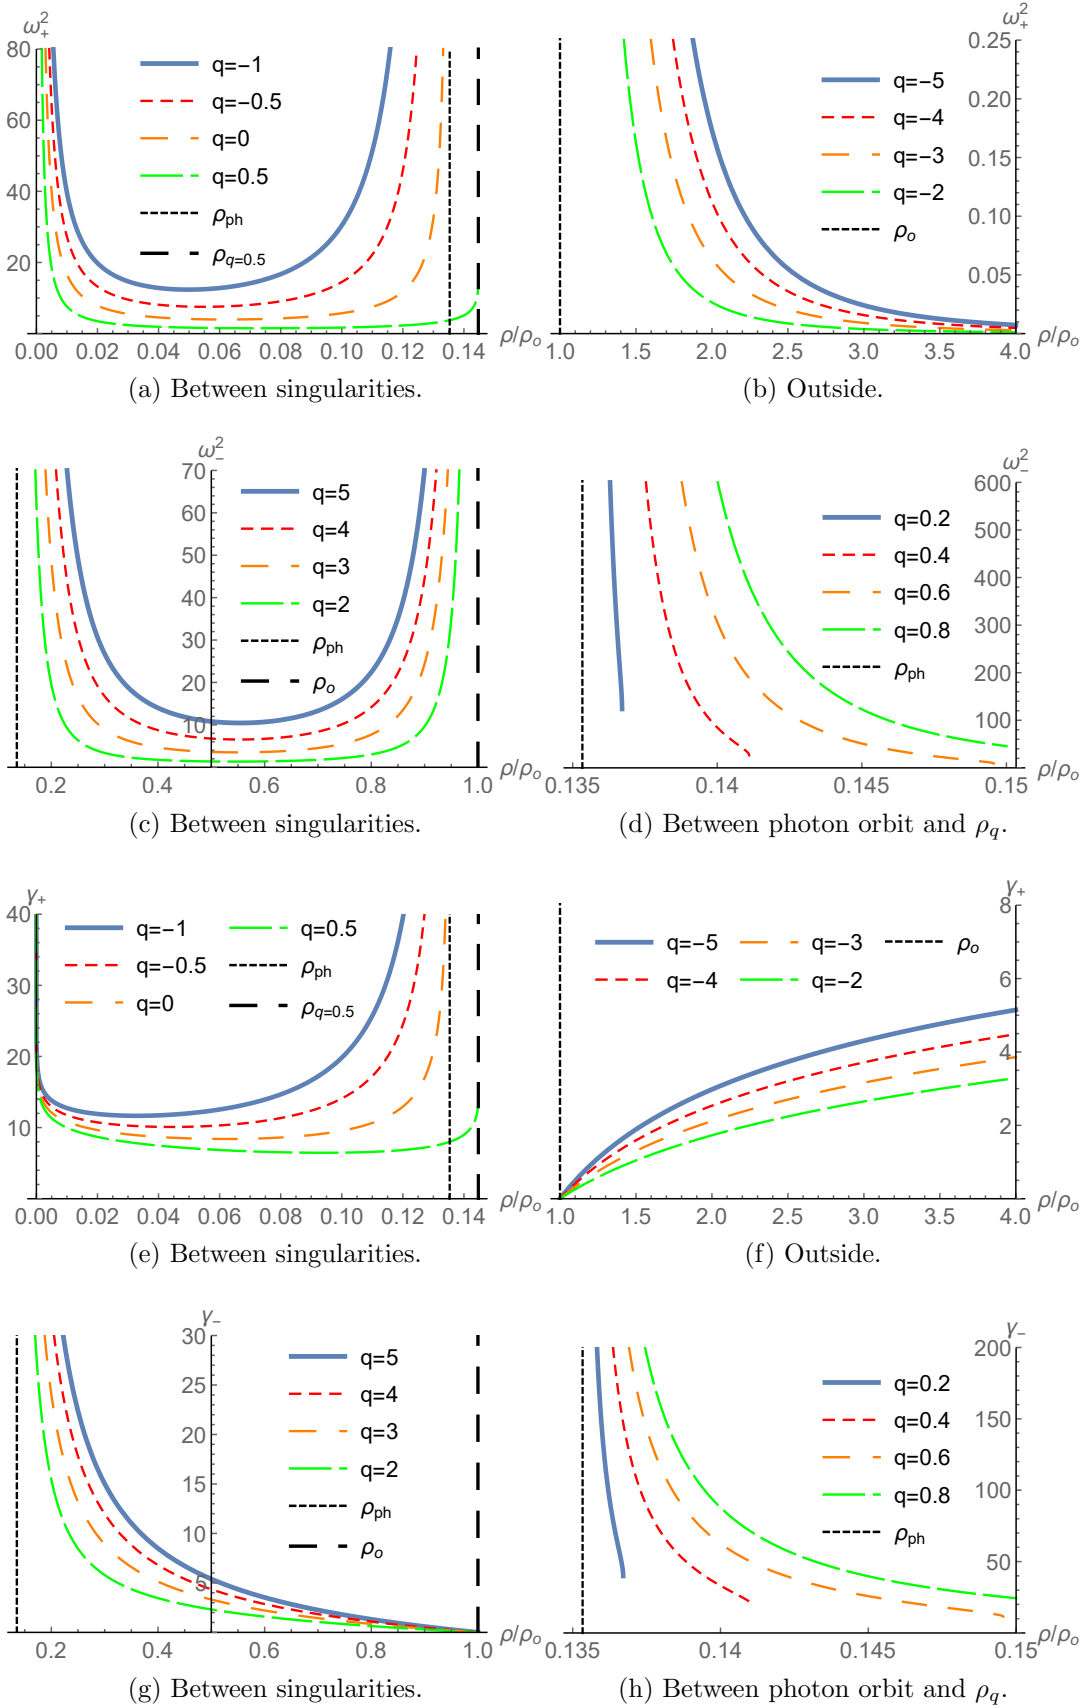 ω₊²
80
60
40
20
q=−1
q=−0.5
q=0
q=0.5
ρph
ρq=0.5
0.00 0.02 0.04 0.06 0.08 0.10 0.12 0.14 ρ/ρo
(a) Between singularities.
ω₊²
0.25
0.20
0.15
0.10
0.05
q=−5
q=−4
q=−3
q=−2
ρo
1.0 1.5 2.0 2.5 3.0 3.5 4.0 ρ/ρo
(b) Outside.
ω₋²
70
60
50
40
30
20
10
q=5
q=4
q=3
q=2
ρph
ρo
0.2 0.4 0.6 0.8 1.0 ρ/ρo
(c) Between singularities.
ω₋²
600
500
400
300
200
100
q=0.2
q=0.4
q=0.6
q=0.8
ρph
0.135 0.14 0.145 0.15 ρ/ρo
(d) Between photon orbit and ρq.
γ₊
40
30
20
10
q=−1 q=0.5
q=−0.5 ρph
q=0 ρq=0.5
0.00 0.02 0.04 0.06 0.08 0.10 0.12 0.14 ρ/ρo
(e) Between singularities.
γ₊
8
6
4
2
q=−5 q=−3 ρo
q=−4 q=−2
1.0 1.5 2.0 2.5 3.0 3.5 4.0 ρ/ρo
(f) Outside.
γ₋
30
25
20
15
10
5
q=5
q=4
q=3
q=2
ρph
ρo
0.2 0.4 0.6 0.8 1.0 ρ/ρo
(g) Between singularities.
γ₋
200
150
100
50
q=0.2
q=0.4
q=0.6
q=0.8
ρph
0.135 0.14 0.145 0.15 ρ/ρo
(h) Between photon orbit and ρq.